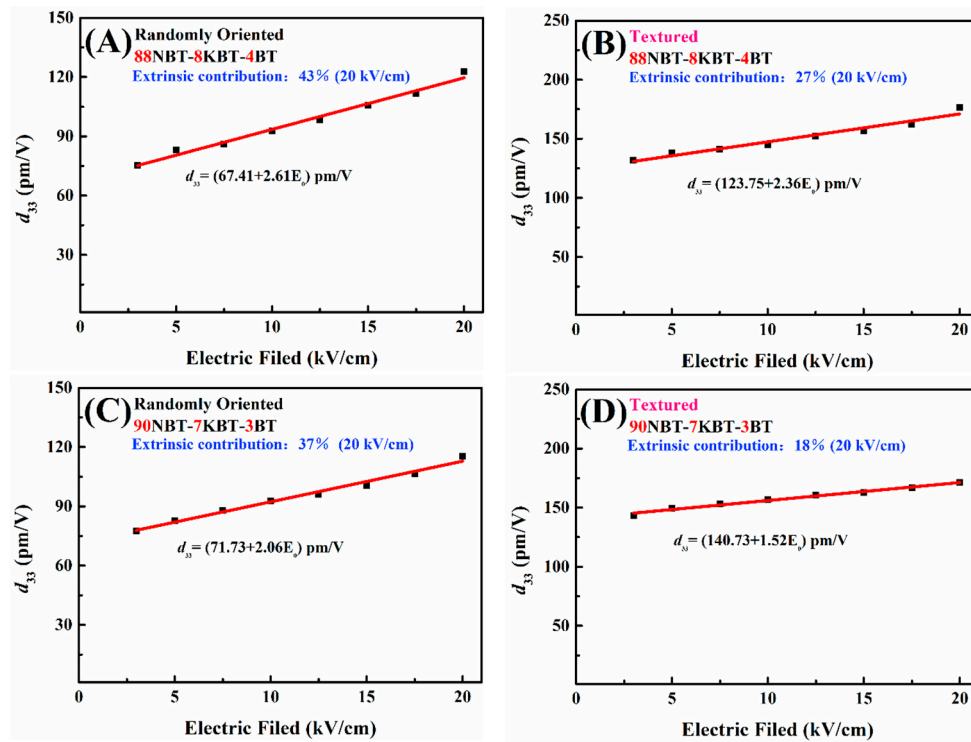 (A)
Randomly Oriented
88NBT-8KBT-4BT
Extrinsic contribution: 43% (20 kV/cm)
150
120
90
60
30
d₃₃ (pm/V)
d₃₃= (67.41+2.61E₀) pm/V
0 5 10 15 20
Electric Filed (kV/cm)
(B)
Textured
88NBT-8KBT-4BT
Extrinsic contribution: 27% (20 kV/cm)
250
200
150
100
50
d₃₃ (pm/V)
d₃₃= (123.75+2.36E₀) pm/V
0 5 10 15 20
Electric Filed (kV/cm)
(C)
Randomly Oriented
90NBT-7KBT-3BT
Extrinsic contribution: 37% (20 kV/cm)
150
120
90
60
30
d₃₃ (pm/V)
d₃₃= (71.73+2.06E₀) pm/V
0 5 10 15 20
Electric Filed (kV/cm)
(D)
Textured
90NBT-7KBT-3BT
Extrinsic contribution: 18% (20 kV/cm)
250
200
150
100
50
d₃₃ (pm/V)
d₃₃= (140.73+1.52E₀) pm/V
0 5 10 15 20
Electric Filed (kV/cm)